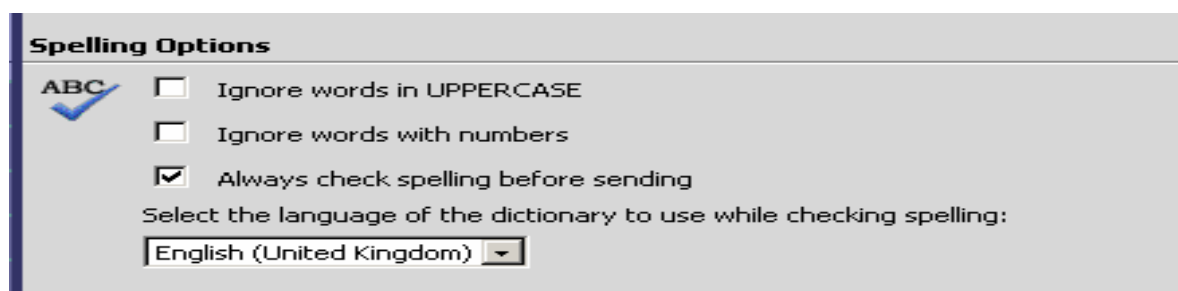 Spelling Options
ABC
Ignore words in UPPERCASE
Ignore words with numbers
Always check spelling before sending
Select the language of the dictionary to use while checking spelling:
English (United Kingdom)